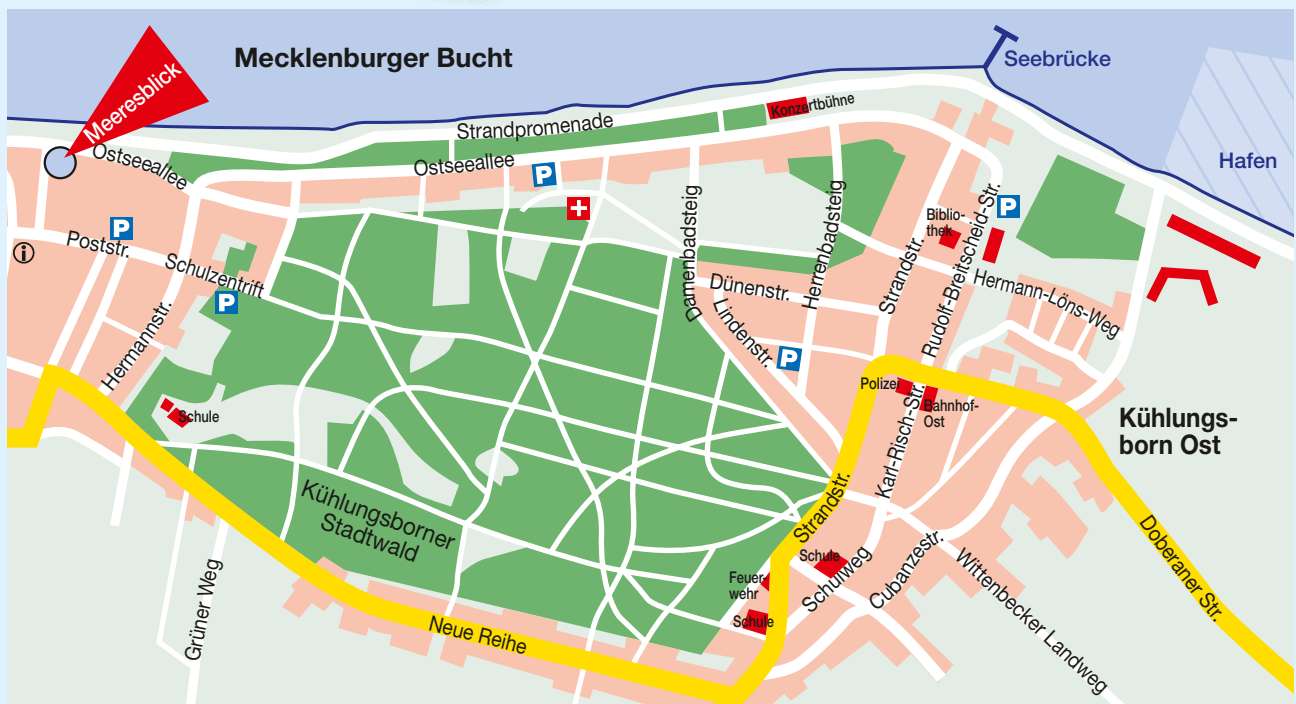 Mecklenburger Bucht
Seebrücke
Meeresblick
Konzertbühne
Strandpromenade
Hafen
Ostseeallee
Ostseeallee
P
P
P
Biblio-
thek
Damenbadsteig
Herrenbadsteig
Strandstr.
Rudolf-Breitscheid-Str.
Poststr.
i
Schulzentrift
P
Dünenstr.
Hermann-Löns-Weg
Lindenstr.
Hermannstr.
P
Polizei
Bahnhof-
Ost
Karl-Risch-Str.
Schule
Kühlungs-
born Ost
Kühlungsborner
Stadtwald
Strandstr.
Doberaner Str.
Schule
Schulweg
Cubanzestr.
Wittenbecker Landweg
Feuer-
wehr
Schule
Grüner Weg
Neue Reihe